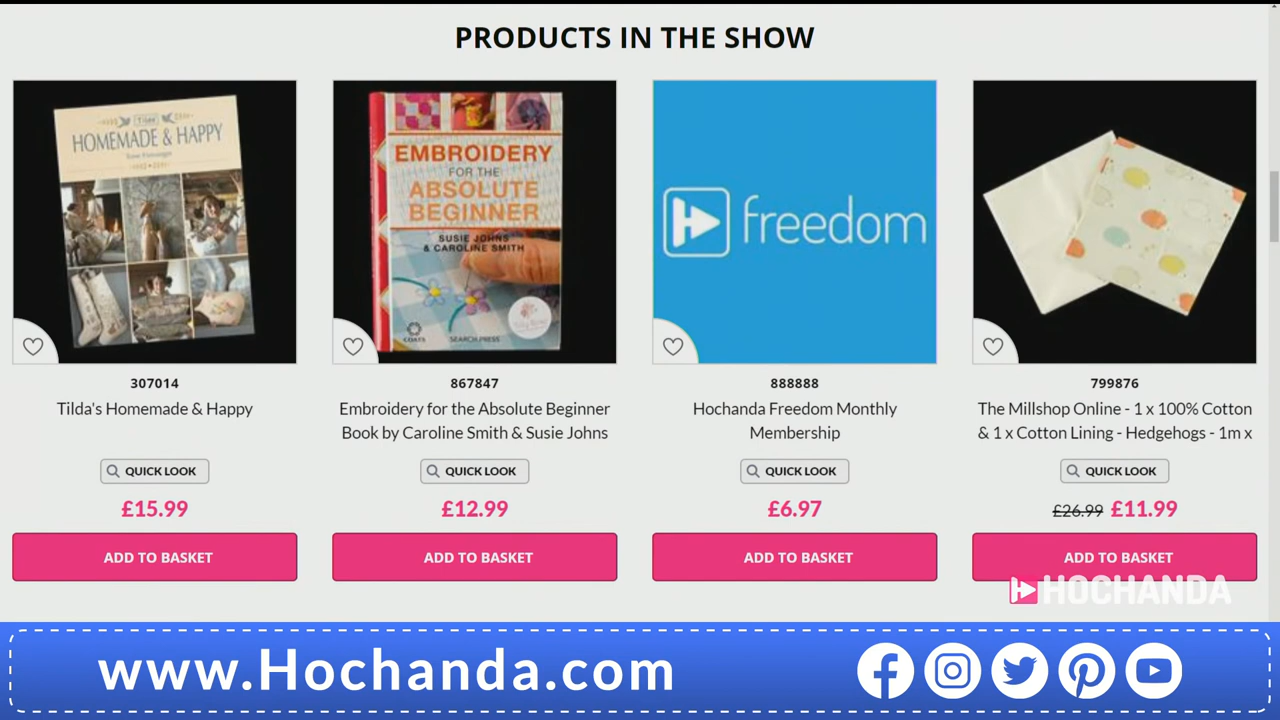 PRODUCTS IN THE SHOW
Tilda
HOMEMADE & HAPPY
EMBROIDERY
FOR THE
ABSOLUTE
BEGINNER
SUSIE JOHNS
& CAROLINE SMITH
COATS
SEARCH PRESS
H freedom
307014
Tilda's Homemade & Happy
QUICK LOOK
£15.99
ADD TO BASKET
867847
Embroidery for the Absolute Beginner
Book by Caroline Smith & Susie Johns
QUICK LOOK
£12.99
ADD TO BASKET
888888
Hochanda Freedom Monthly
Membership
QUICK LOOK
£6.97
ADD TO BASKET
799876
The Millshop Online - 1 x 100% Cotton
& 1 x Cotton Lining - Hedgehogs - 1m x
QUICK LOOK
£26.99 £11.99
ADD TO BASKET
H HOCHANDA
www.Hochanda.com